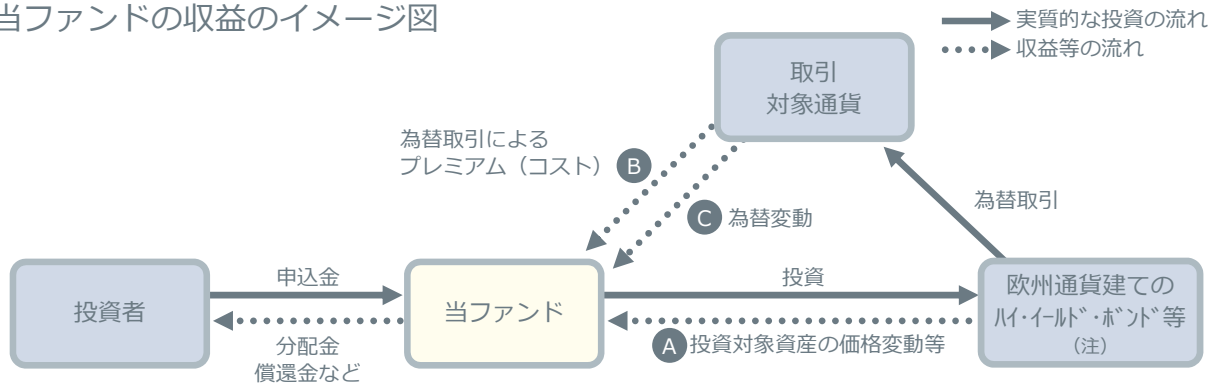 当ファンドの収益のイメージ図
実質的な投資の流れ
収益等の流れ
取引
対象通貨
為替取引による
プレミアム（コスト）
B
C 為替変動
為替取引
投資者
申込金
分配金
償還金など
当ファンド
投資
A 投資対象資産の価格変動等
欧州通貨建ての
ﾊｲ・ｲｰﾙﾄﾞ・ﾎﾞﾝﾄﾞ等
（注）